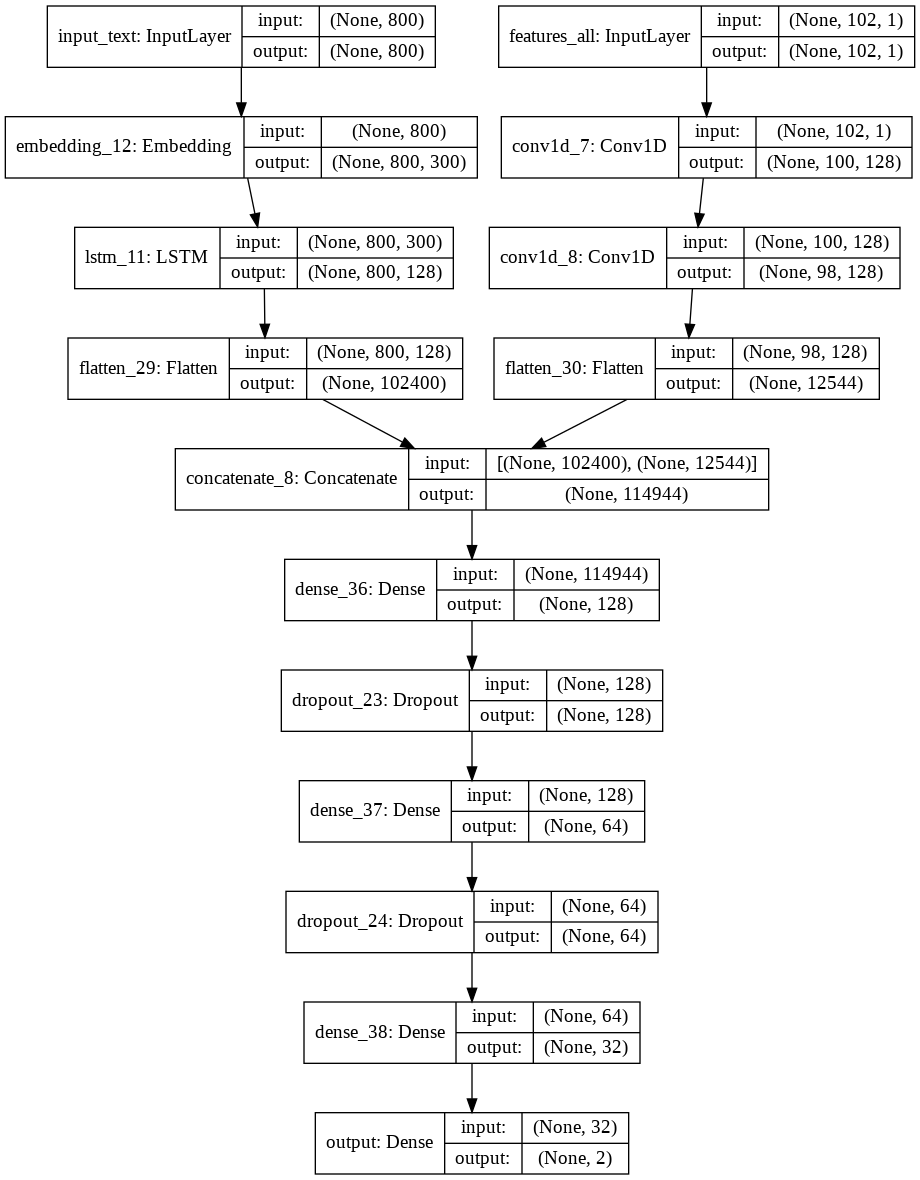 input_text: InputLayer
input:
(None, 800)
output:
(None, 800)
features_all: InputLayer
input:
(None, 102, 1)
output:
(None, 102, 1)
embedding_12: Embedding
input:
(None, 800)
output:
(None, 800, 300)
conv1d_7: Conv1D
input:
(None, 102, 1)
output:
(None, 100, 128)
lstm_11: LSTM
input:
(None, 800, 300)
output:
(None, 800, 128)
conv1d_8: Conv1D
input:
(None, 100, 128)
output:
(None, 98, 128)
flatten_29: Flatten
input:
(None, 800, 128)
output:
(None, 102400)
flatten_30: Flatten
input:
(None, 98, 128)
output:
(None, 12544)
concatenate_8: Concatenate
input:
[(None, 102400), (None, 12544)]
output:
(None, 114944)
dense_36: Dense
input:
(None, 114944)
output:
(None, 128)
dropout_23: Dropout
input:
(None, 128)
output:
(None, 128)
dense_37: Dense
input:
(None, 128)
output:
(None, 64)
dropout_24: Dropout
input:
(None, 64)
output:
(None, 64)
dense_38: Dense
input:
(None, 64)
output:
(None, 32)
output: Dense
input:
(None, 32)
output:
(None, 2)